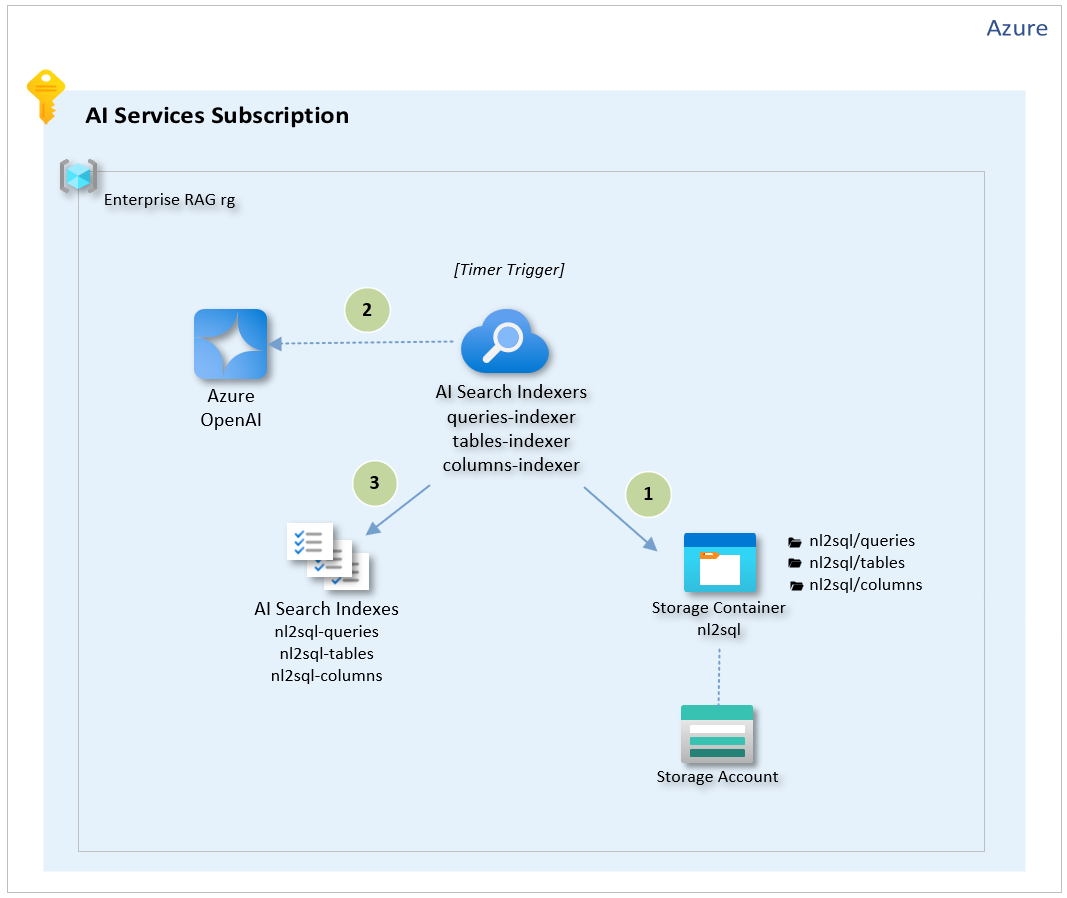 Azure
AI Services Subscription
Enterprise RAG rg
[Timer Trigger]
2
Azure
OpenAI
AI Search Indexers
queries-indexer
tables-indexer
columns-indexer
3
1
AI Search Indexes
nl2sql-queries
nl2sql-tables
nl2sql-columns
Storage Container
nl2sql
nl2sql/queries
nl2sql/tables
nl2sql/columns
Storage Account